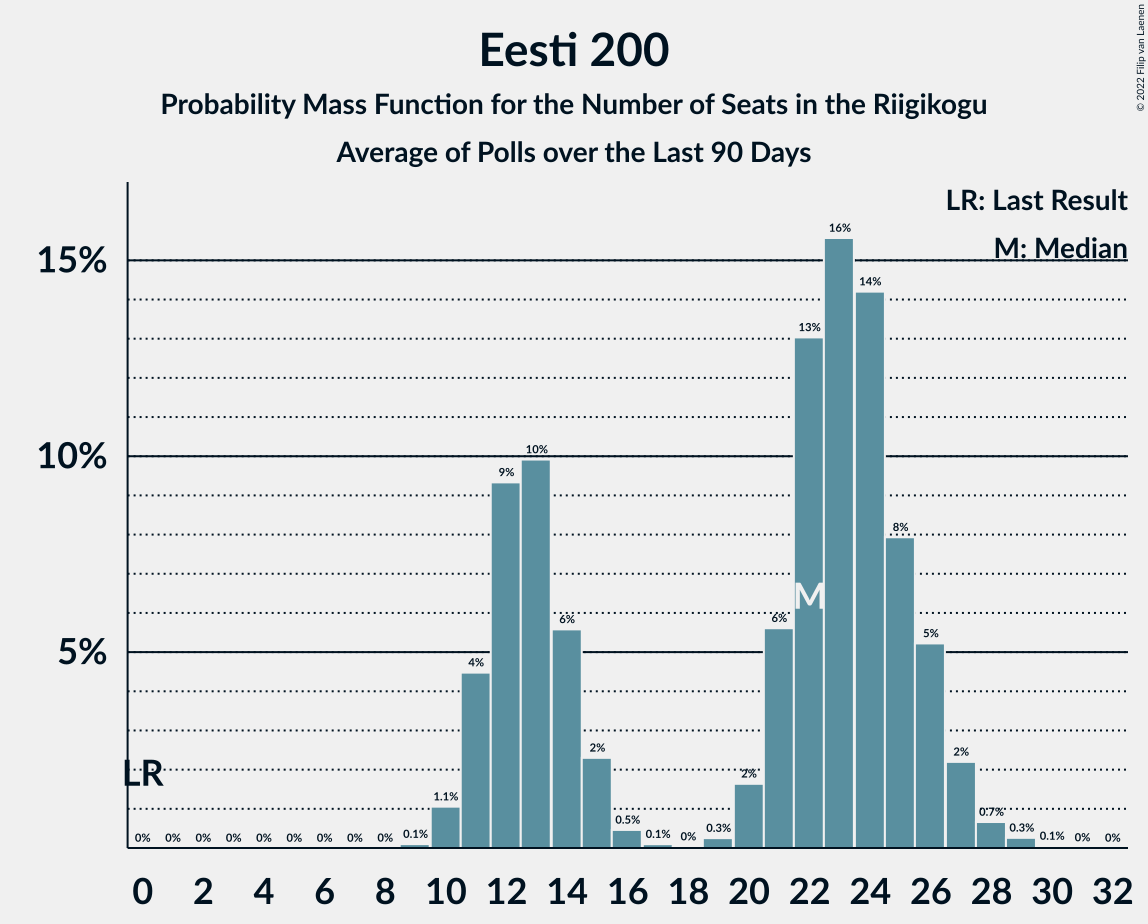 Eesti 200
Probability Mass Function for the Number of Seats in the Riigikogu
Average of Polls over the Last 90 Days
© 2022 Filip van Laenen
LR: Last Result
M: Median
15%
10%
5%
16%
14%
13%
10%
9%
8%
6%
6%
M
5%
4%
2%
2%
LR
2%
1.1%
0.7%
0.5%
0% 0% 0% 0% 0% 0% 0% 0% 0% 0.1% 0.1% 0% 0.3% 0.3% 0.1% 0% 0%
0 2 4 6 8 10 12 14 16 18 20 22 24 26 28 30 32